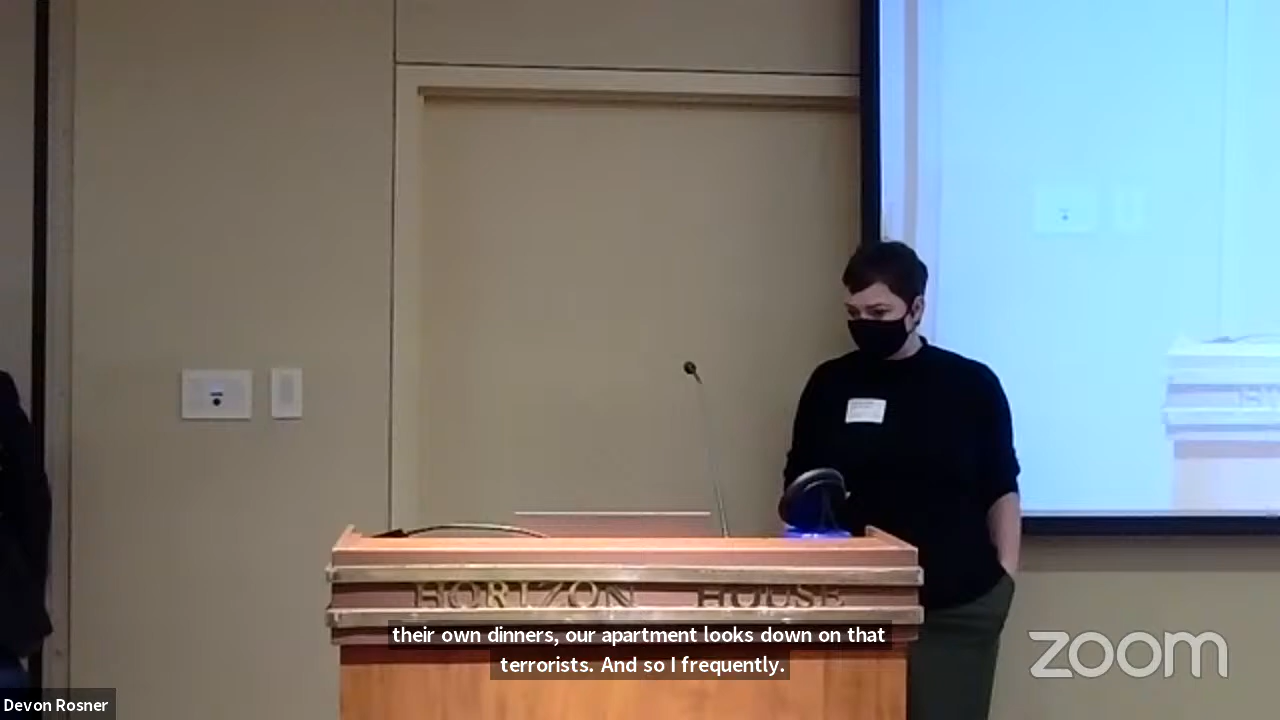 HORIZON HOUSE
their own dinners, our apartment looks down on that
terrorists. And so I frequently.
zoom
Devon Rosner